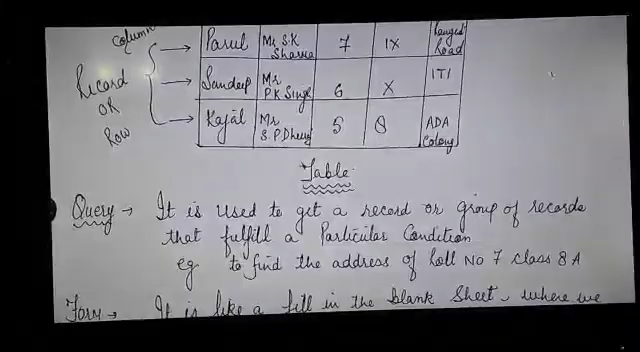 column
Parul Mr S.K Sharma 7 IX Road
Record OR Row
Sandeep Mr P.K Singh 6 X ITI
Kajal Mr S.P 5 8 ADA Colony
Table
Query → It is used to get a record or group of records
that fulfill a Particular Condition
eg to find the address of Roll No 7 class 8 A
Form → It is like a fill in the blank Sheet, where we